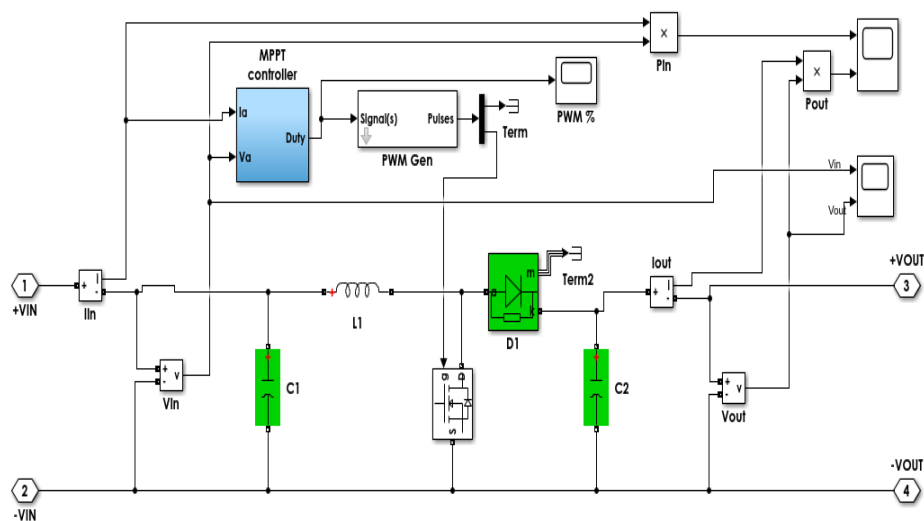 MPPT
controller
Ia
Va
Duty
Signal(s)
Pulses
PWM Gen
Term
PWM %
x
PIn
x
Pout
Vin
Vout
1
+VIN
I
+
-
IIn
+
-
v
VIn
C1
+
L1
g
D
S
m
k
D1
Term2
C2
Iout
+
I
-
+
-
v
Vout
+VOUT
3
2
-VIN
-VOUT
4